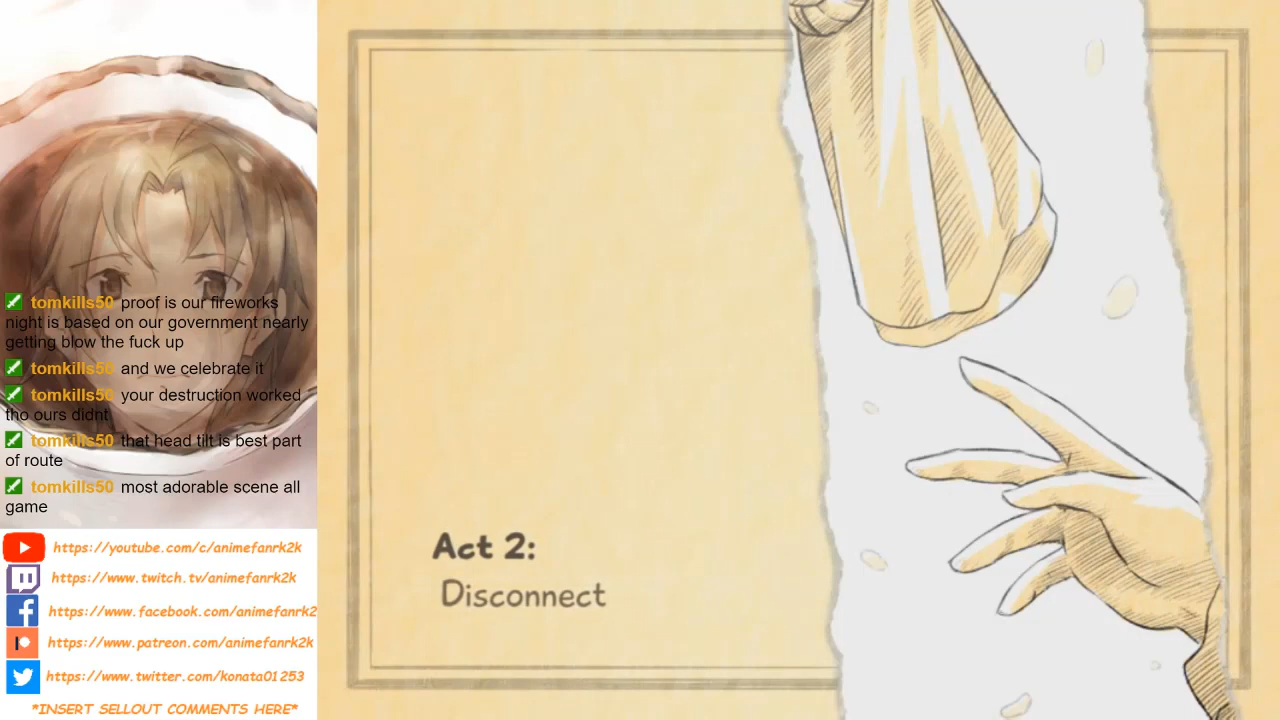 tomkills50 proof is our fireworks
night is based on our government nearly
getting blow the fuck up
tomkills50 and we celebrate it
tomkills50 your destruction worked
tho ours didnt
tomkills50 that head tilt is best part
of route
tomkills50 most adorable scene all
game
https://youtube.com/c/animefanrk2k
https://www.twitch.tv/animefanrk2k
https://www.facebook.com/animefanrk2
https://www.patreon.com/animefanrk2k
https://www.twitter.com/konata01253
*INSERT SELLOUT COMMENTS HERE*
Act 2:
Disconnect